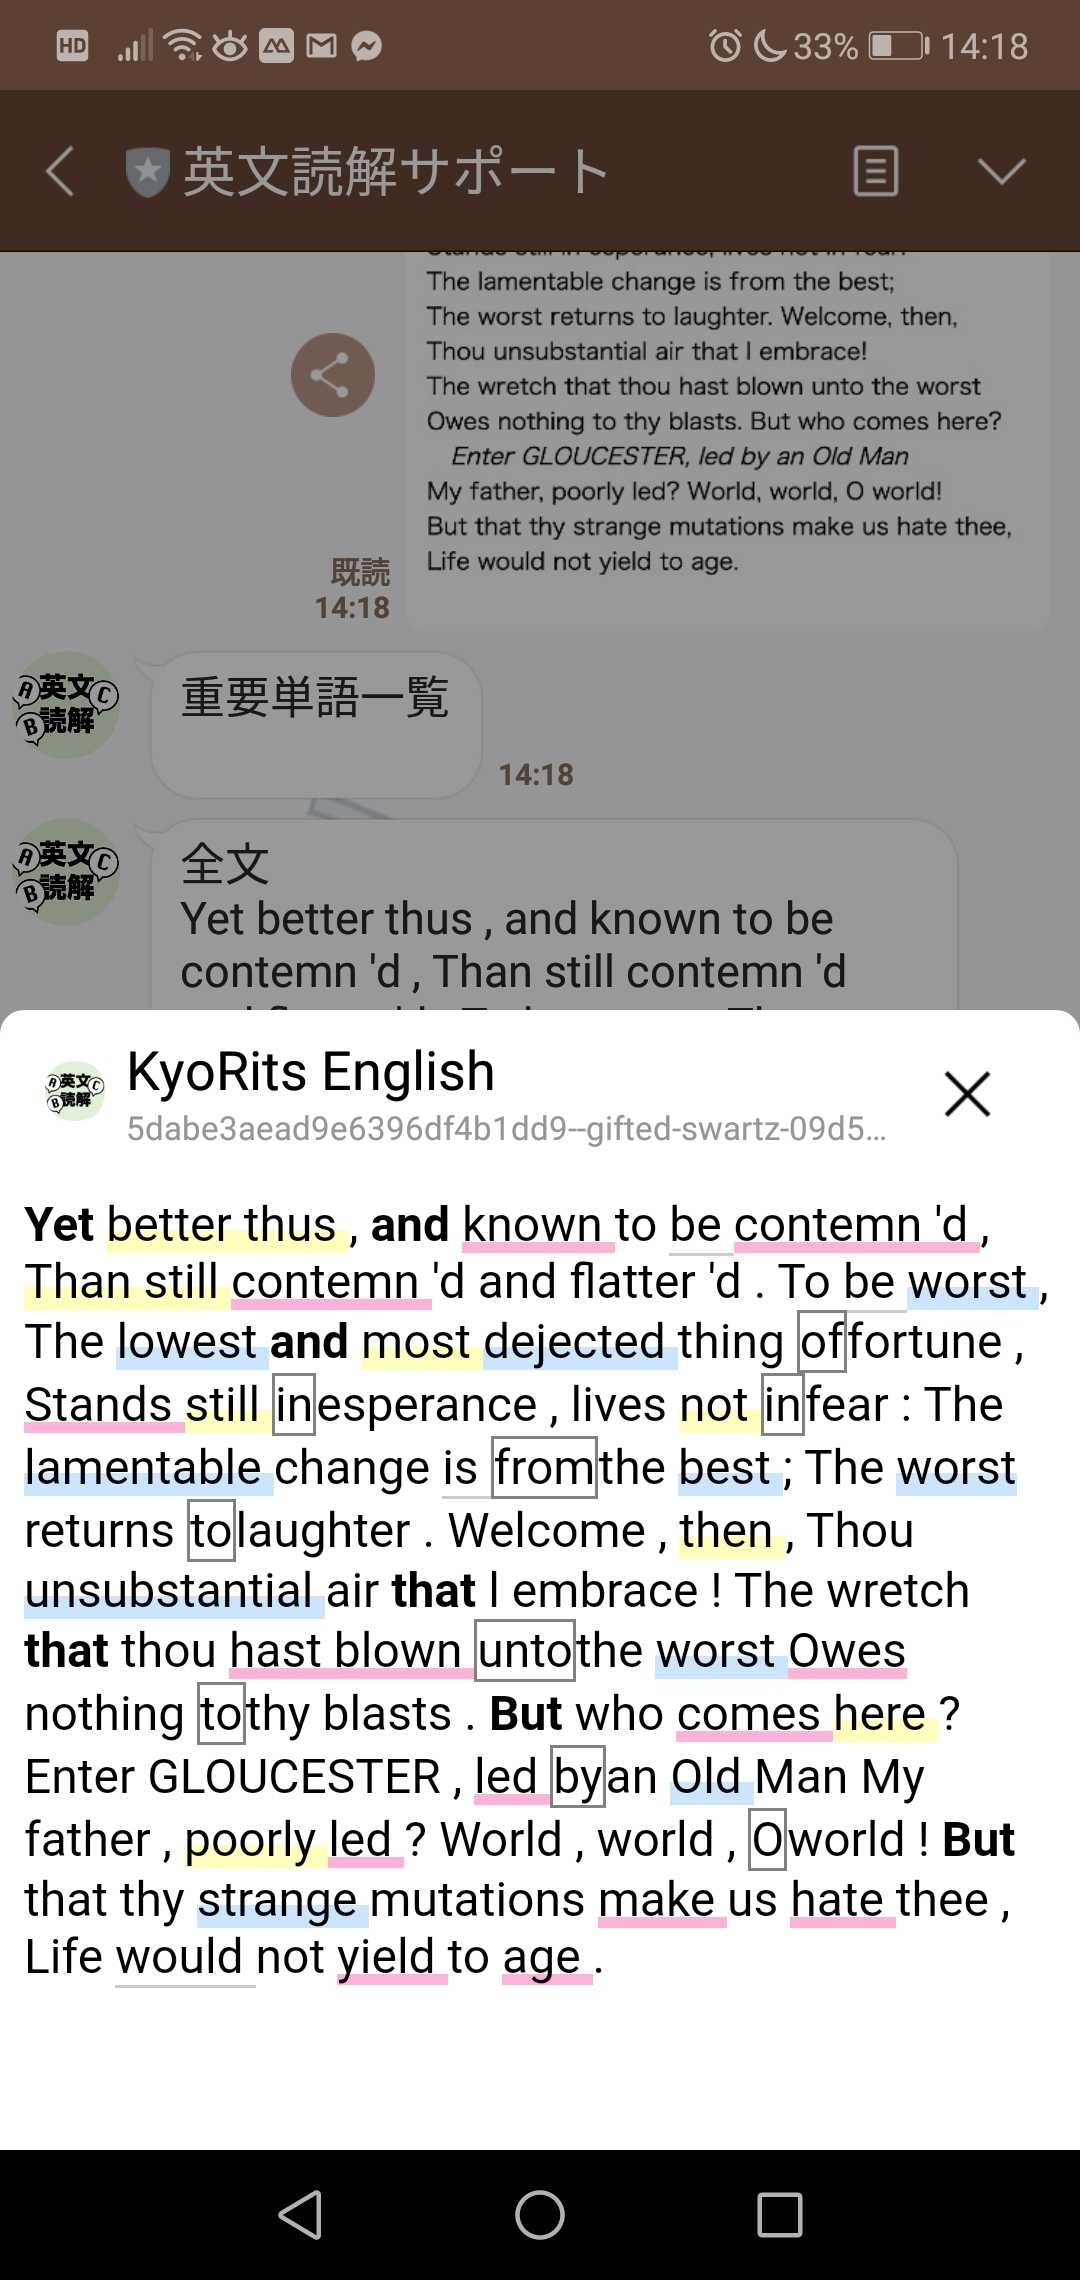 HD
33%
14:18
英文読解サポート
The lamentable change is from the best;
The worst returns to laughter. Welcome, then,
Thou unsubstantial air that I embrace!
The wretch that thou hast blown unto the worst
Owes nothing to thy blasts. But who comes here?
Enter GLOUCESTER, led by an Old Man
My father, poorly led? World, world, O world!
But that thy strange mutations make us hate thee,
Life would not yield to age.
既読
14:18
A英文C
B読解
重要単語一覧
14:18
A英文C
B読解
全文
Yet better thus , and known to be
contemn 'd , Than still contemn 'd
A英文C
B読解
KyoRits English
5dabe3aead9e6396df4b1dd9--gifted-swartz-09d5...
Yet better thus , and known to be contemn 'd ,
Than still contemn 'd and flatter 'd . To be worst ,
The lowest and most dejected thing of fortune ,
Stands still in esperance , lives not in fear : The
lamentable change is from the best ; The worst
returns to laughter . Welcome , then , Thou
unsubstantial air that I embrace ! The wretch
that thou hast blown unto the worst Owes
nothing to thy blasts . But who comes here ?
Enter GLOUCESTER , led by an Old Man My
father , poorly led ? World , world , O world ! But
that thy strange mutations make us hate thee ,
Life would not yield to age .